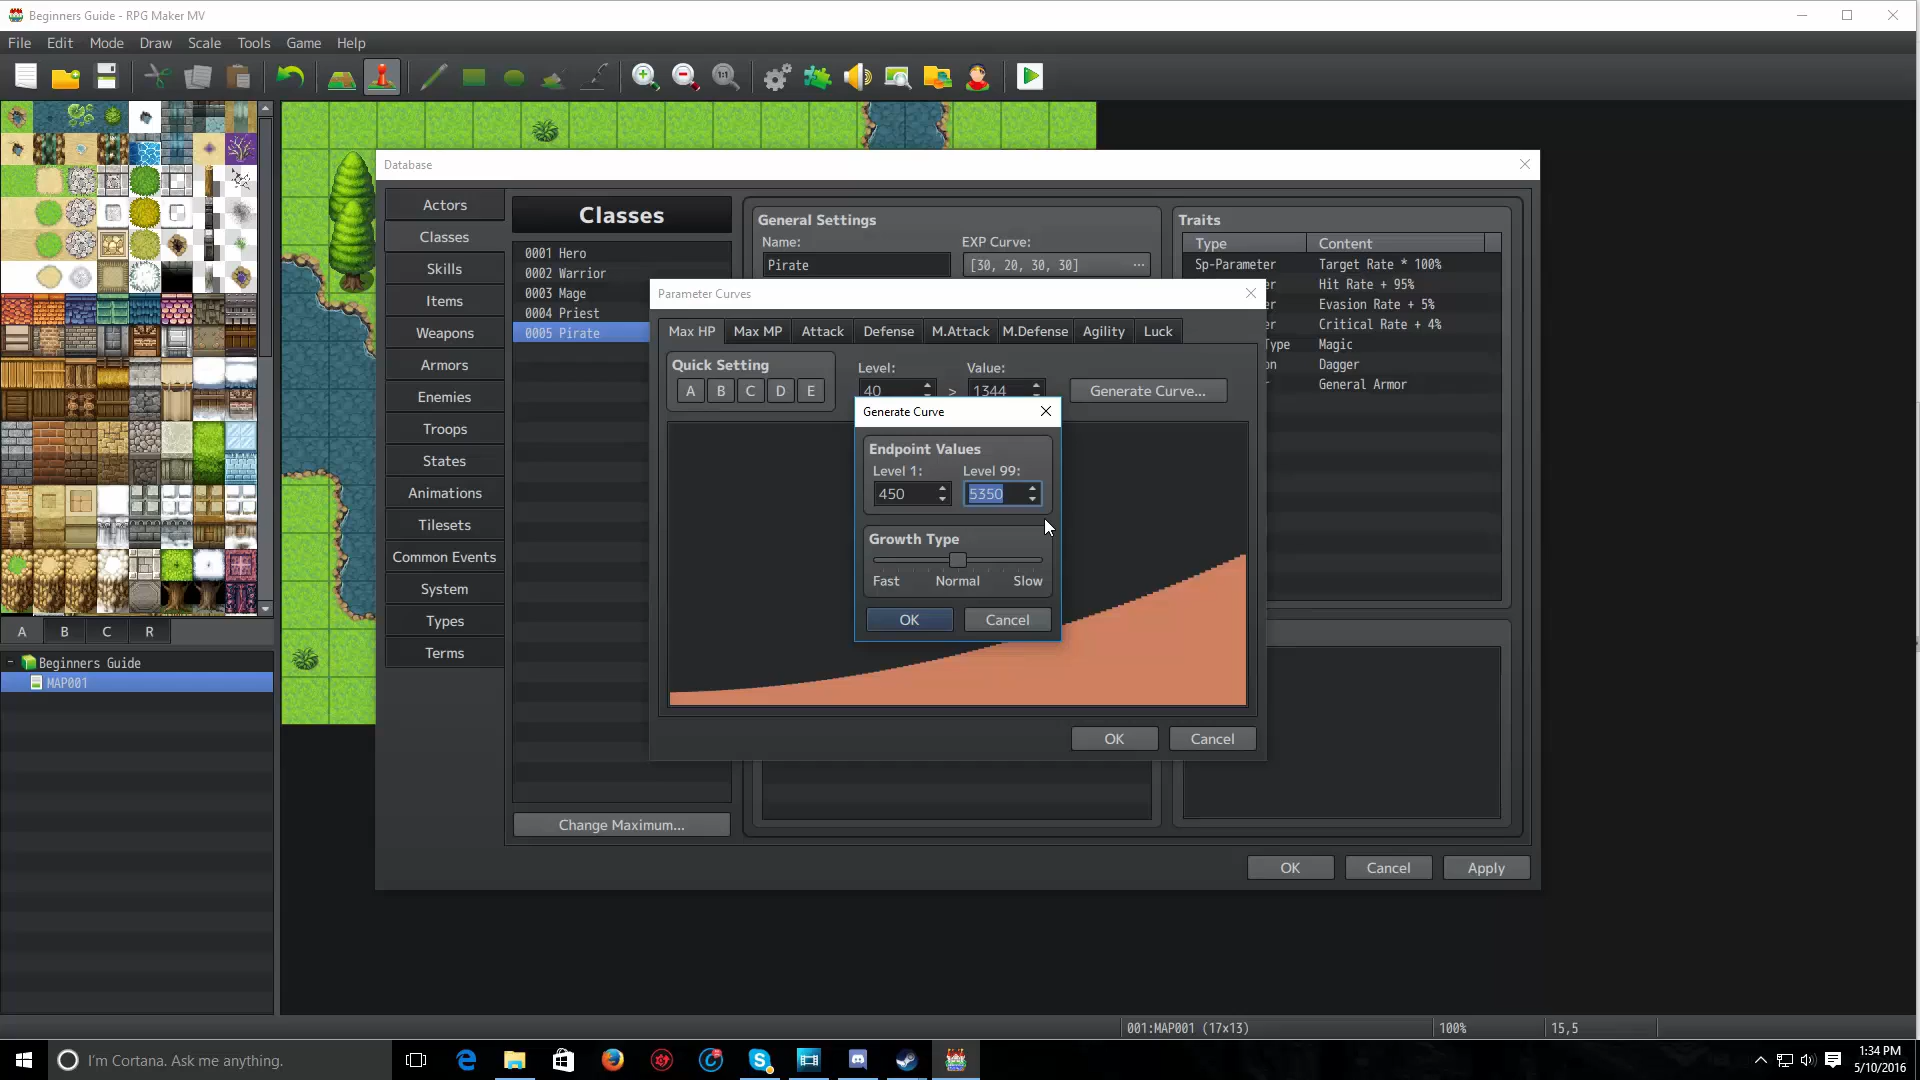 Beginners Guide - RPG Maker MV
File Edit Mode Draw Scale Tools Game Help
1:1
Database
Actors
Classes
Skills
Items
Weapons
Armors
Enemies
Troops
States
Animations
Tilesets
Common Events
System
Types
Terms
Classes
0001 Hero
0002 Warrior
0003 Mage
0004 Priest
0005 Pirate
Change Maximum...
General Settings
Name: EXP Curve:
Pirate [30, 20, 30, 30] ...
Traits
Type Content
Sp-Parameter Target Rate * 100%
er Hit Rate + 95%
er Evasion Rate + 5%
er Critical Rate + 4%
Type Magic
on Dagger
r General Armor
Parameter Curves
Max HP Max MP Attack Defense M.Attack M.Defense Agility Luck
Quick Setting
A B C D E
Level: Value:
40 > 1344
Generate Curve...
Generate Curve
Endpoint Values
Level 1: Level 99:
450 5350
Growth Type
Fast Normal Slow
OK Cancel
OK Cancel
OK Cancel Apply
A B C R
Beginners Guide
MAP001
001:MAP001 (17x13) 100% 15,5
I'm Cortana. Ask me anything.
1:34 PM
5/10/2016